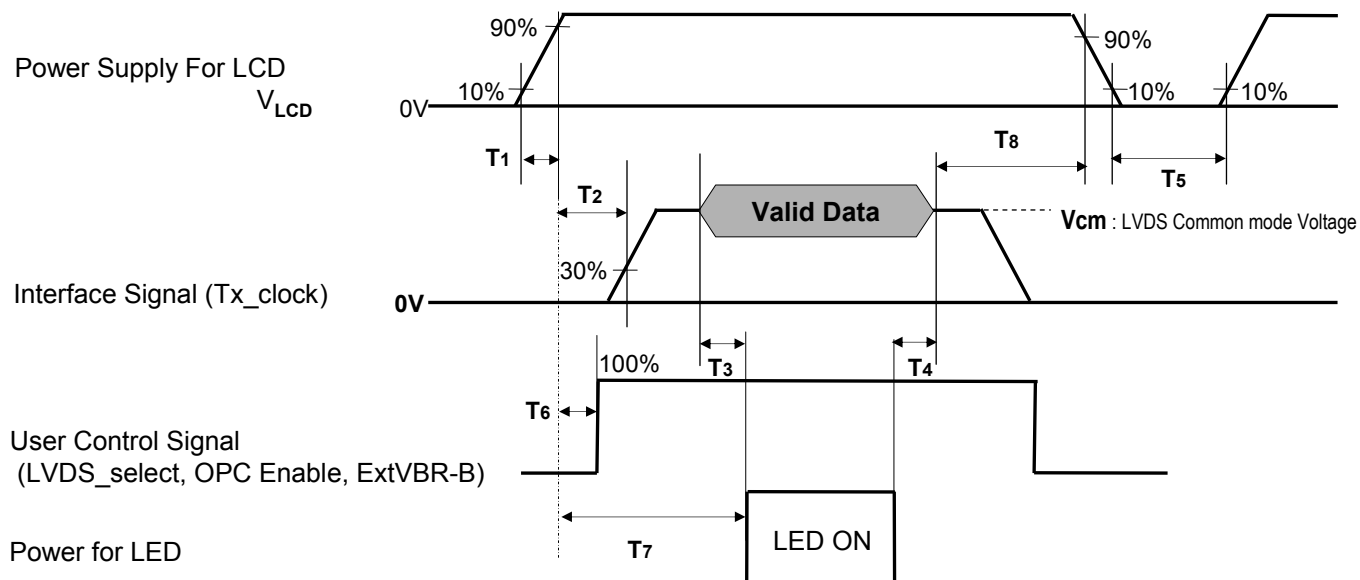 90%
90%
Power Supply For LCD
VLCD
10%
10%
10%
0V
T1
T8
T2
T5
Valid Data
Vcm : LVDS Common mode Voltage
30%
Interface Signal (Tx_clock)
0V
100%
T3
T4
T6
User Control Signal
(LVDS_select, OPC Enable, ExtVBR-B)
T7
LED ON
Power for LED